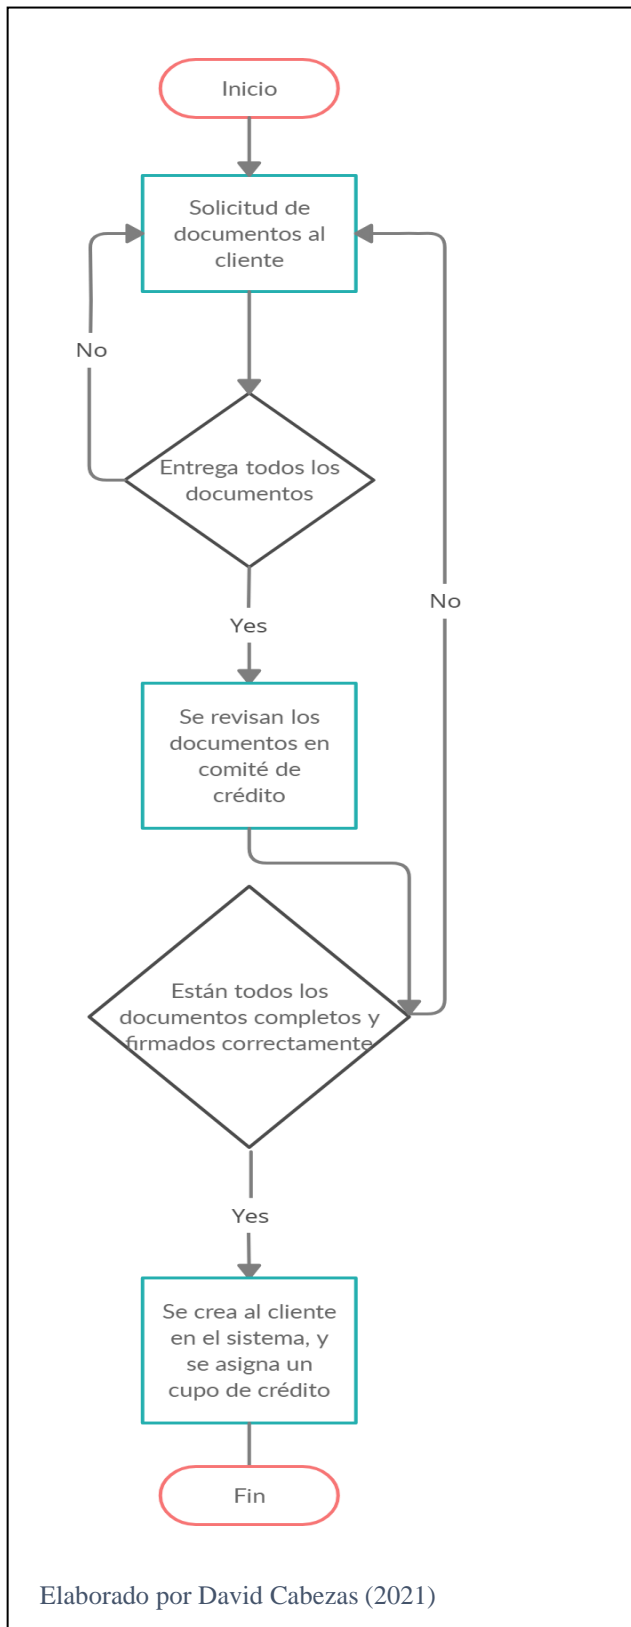 Inicio
Solicitud de
documentos al
cliente
No
Entrega todos los
documentos
No
Yes
Se revisan los
documentos en
comité de
crédito
Están todos los
documentos completos y
firmados correctamente
Yes
Se crea al cliente
en el sistema, y
se asigna un
cupo de crédito
Fin
Elaborado por David Cabezas (2021)